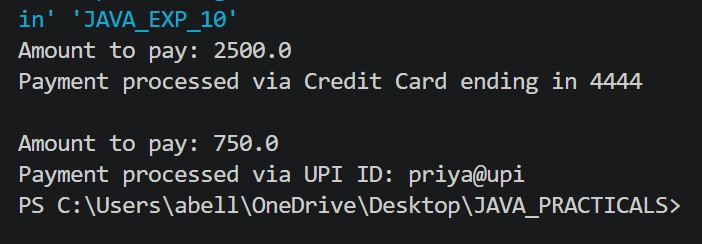 in' 'JAVA_EXP_10'
Amount to pay: 2500.0
Payment processed via Credit Card ending in 4444
Amount to pay: 750.0
Payment processed via UPI ID: priya@upi
PS C:\Users\abell\OneDrive\Desktop\JAVA_PRACTICALS>